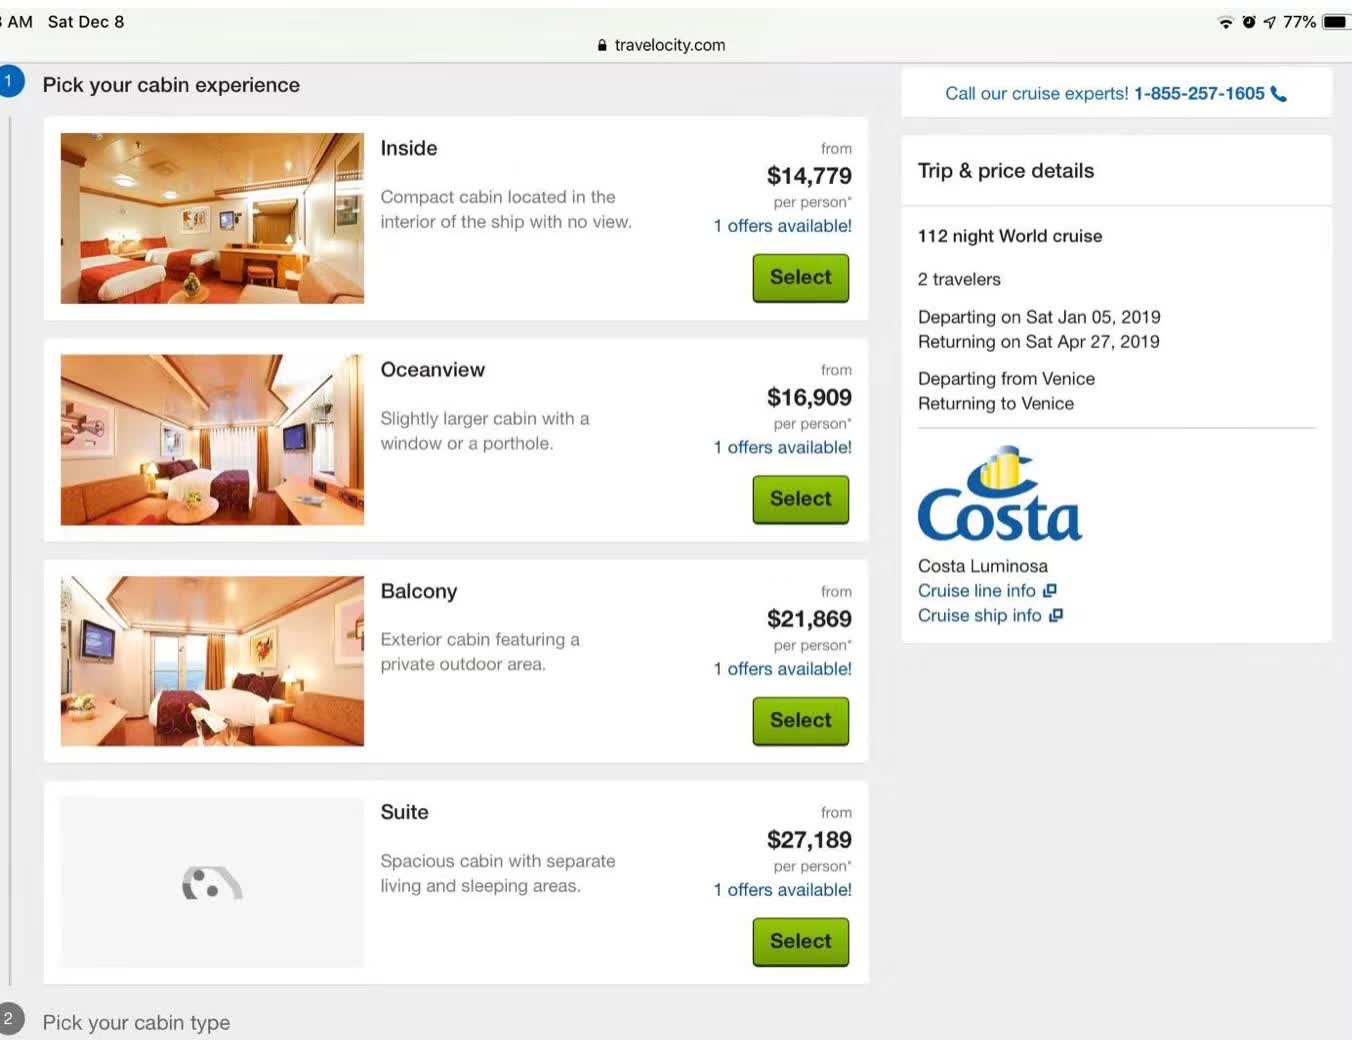 AM Sat Dec 8
77%
travelocity.com
1
Pick your cabin experience
Inside
Compact cabin located in the
interior of the ship with no view.
from
$14,779
per person*
1 offers available!
Select
Oceanview
Slightly larger cabin with a
window or a porthole.
from
$16,909
per person*
1 offers available!
Select
Balcony
Exterior cabin featuring a
private outdoor area.
from
$21,869
per person*
1 offers available!
Select
Suite
Spacious cabin with separate
living and sleeping areas.
from
$27,189
per person*
1 offers available!
Select
2
Pick your cabin type
Call our cruise experts! 1-855-257-1605
Trip & price details
112 night World cruise
2 travelers
Departing on Sat Jan 05, 2019
Returning on Sat Apr 27, 2019
Departing from Venice
Returning to Venice
Costa
Costa Luminosa
Cruise line info
Cruise ship info